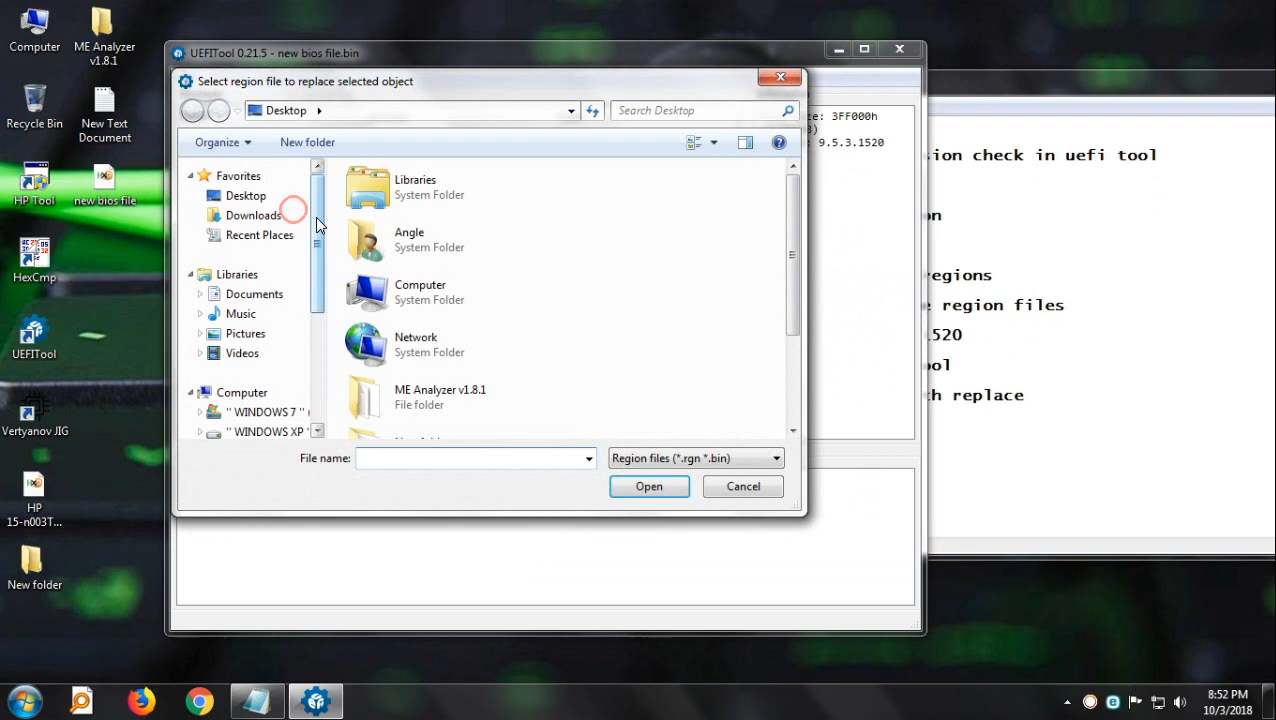 Computer
ME Analyzer
v1.8.1
Recycle Bin
New Text
Document
HP Tool
new bios file
HexCmp
UEFITool
Vertyanov JIG
HP
15-n003T...
New folder
UEFITool 0.21.5 - new bios file.bin
Select region file to replace selected object
Desktop
Search Desktop
Organize
New folder
Favorites
Desktop
Downloads
Recent Places
Libraries
Documents
Music
Pictures
Videos
Computer
" WINDOWS 7 " (
" WINDOWS XP "
Libraries
System Folder
Angle
System Folder
Computer
System Folder
Network
System Folder
ME Analyzer v1.8.1
File folder
File name:
Region files (*.rgn *.bin)
Open
Cancel
ze: 3FF000h
: 9.5.3.1520
sion check in uefi tool
on
egions
e region files
520
ol
h replace
8:52 PM
10/3/2018